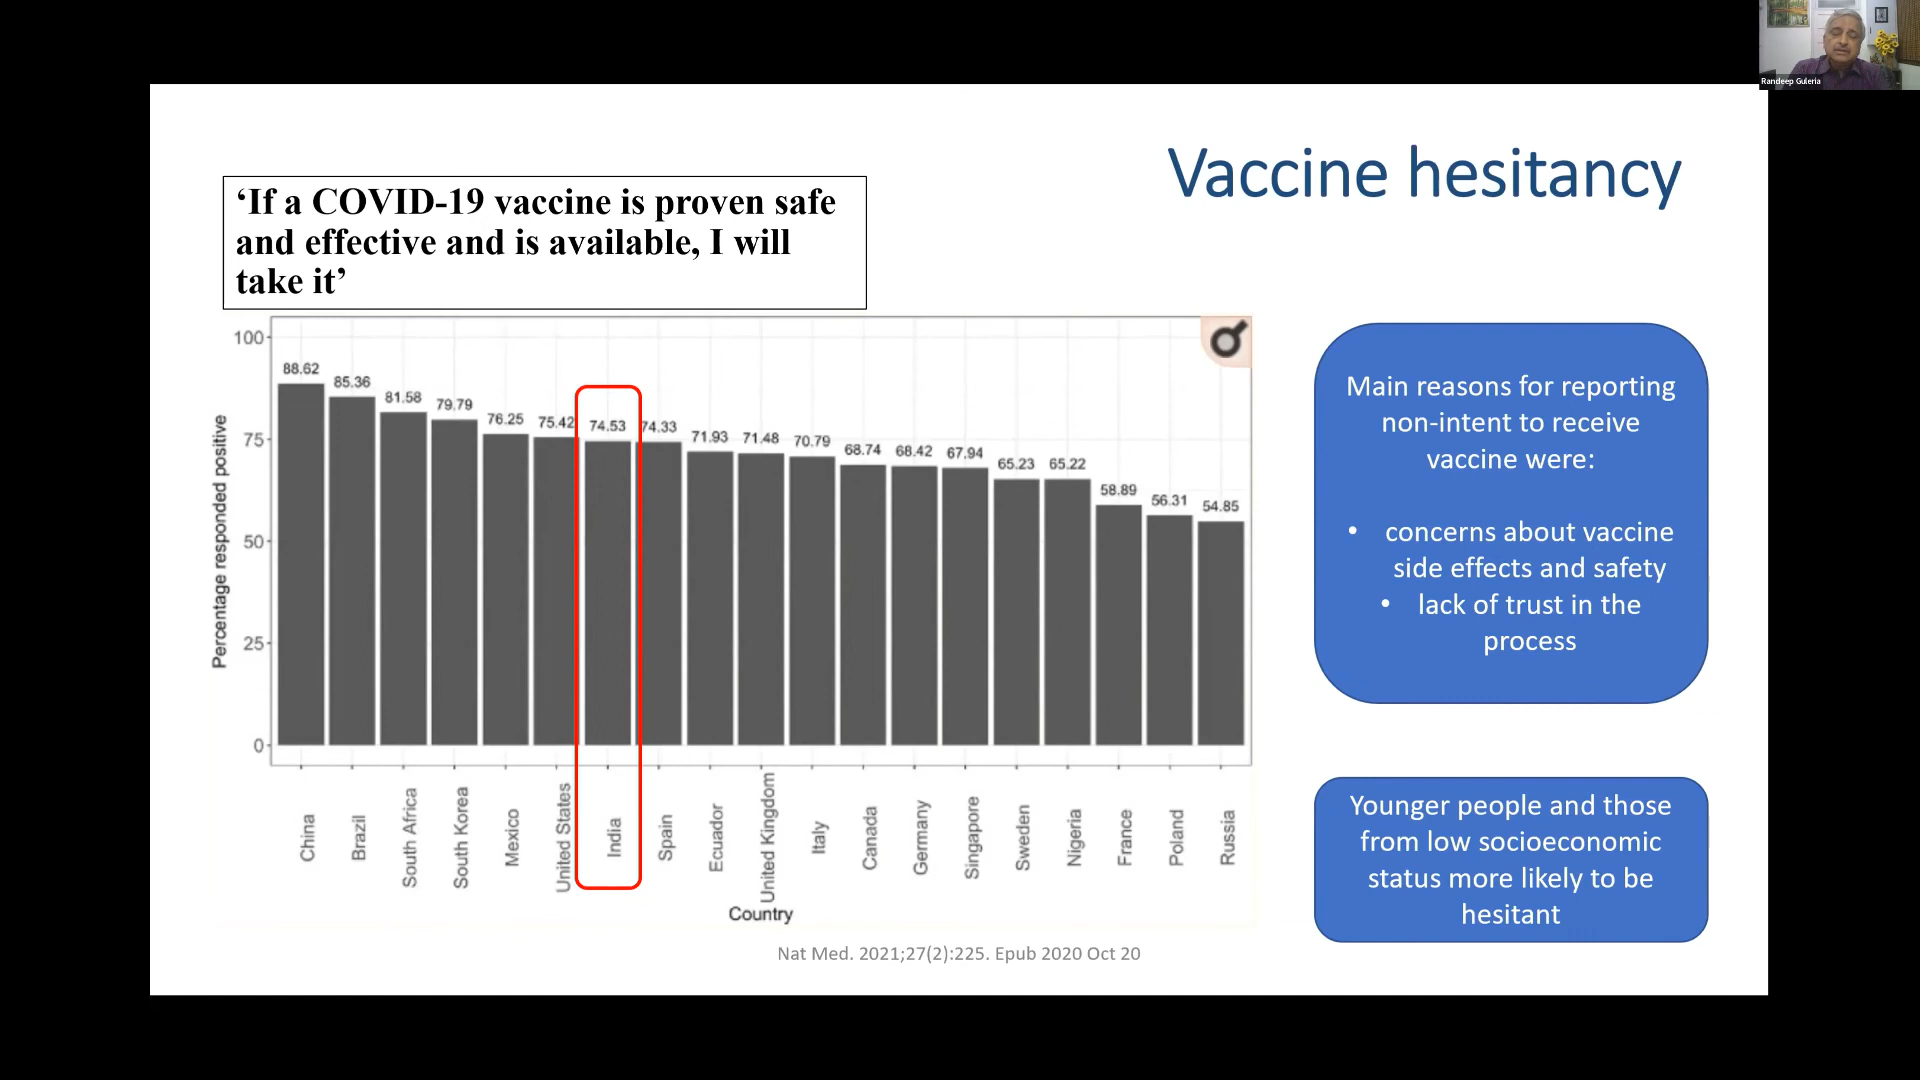 Randeep Guleria
Vaccine hesitancy
‘If a COVID-19 vaccine is proven safe
and effective and is available, I will
take it’
Percentage responded positive
100
75
50
25
0
88.62
85.36
81.58
79.79
76.25
75.42
74.53
74.33
71.93
71.48
70.79
68.74
68.42
67.94
65.23
65.22
58.89
56.31
54.85
China
Brazil
South Africa
South Korea
Mexico
United States
India
Spain
Ecuador
United Kingdom
Italy
Canada
Germany
Singapore
Sweden
Nigeria
France
Poland
Russia
Country
Main reasons for reporting
non-intent to receive
vaccine were:
• concerns about vaccine
side effects and safety
• lack of trust in the
process
Younger people and those
from low socioeconomic
status more likely to be
hesitant
Nat Med. 2021;27(2):225. Epub 2020 Oct 20